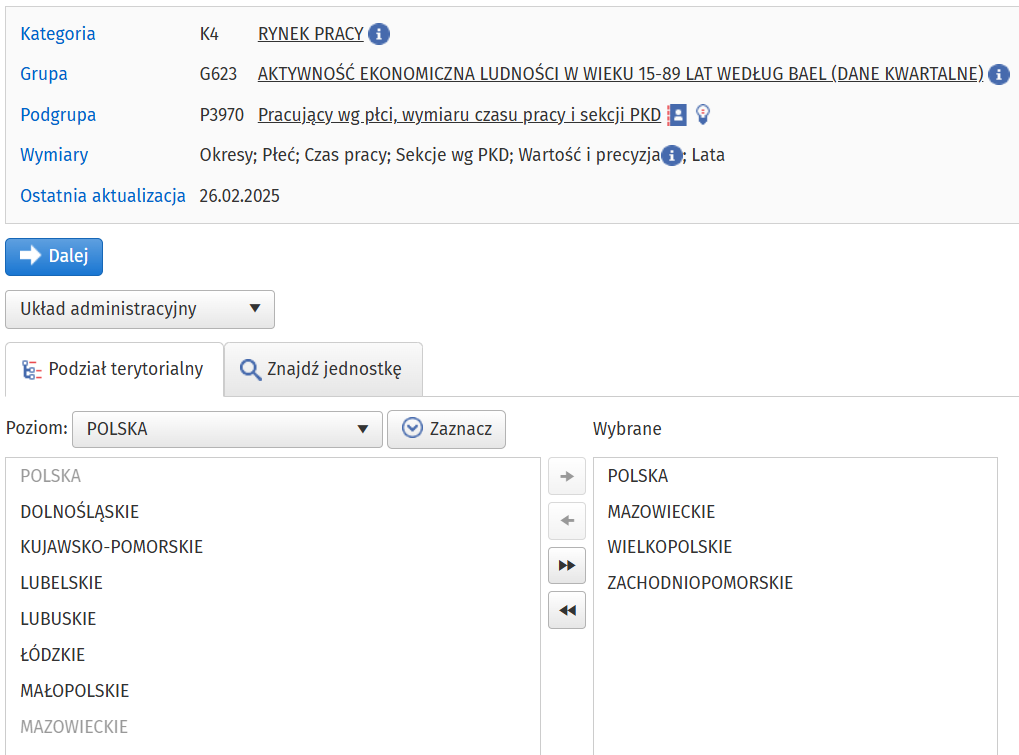 Kategoria K4 RYNEK PRACY
Grupa G623 AKTYWNOŚĆ EKONOMICZNA LUDNOŚCI W WIEKU 15-89 LAT WEDŁUG BAEL (DANE KWARTALNE)
Podgrupa P3970 Pracujący wg płci, wymiaru czasu pracy i sekcji PKD
Wymiary Okresy; Płeć; Czas pracy; Sekcje wg PKD; Wartość i precyzja; Lata
Ostatnia aktualizacja 26.02.2025
Dalej
Układ administracyjny
Podział terytorialny Znajdź jednostkę
Poziom: POLSKA Zaznacz Wybrane
POLSKA
DOLNOŚLĄSKIE
KUJAWSKO-POMORSKIE
LUBELSKIE
LUBUSKIE
ŁÓDZKIE
MAŁOPOLSKIE
MAZOWIECKIE
POLSKA
MAZOWIECKIE
WIELKOPOLSKIE
ZACHODNIOPOMORSKIE